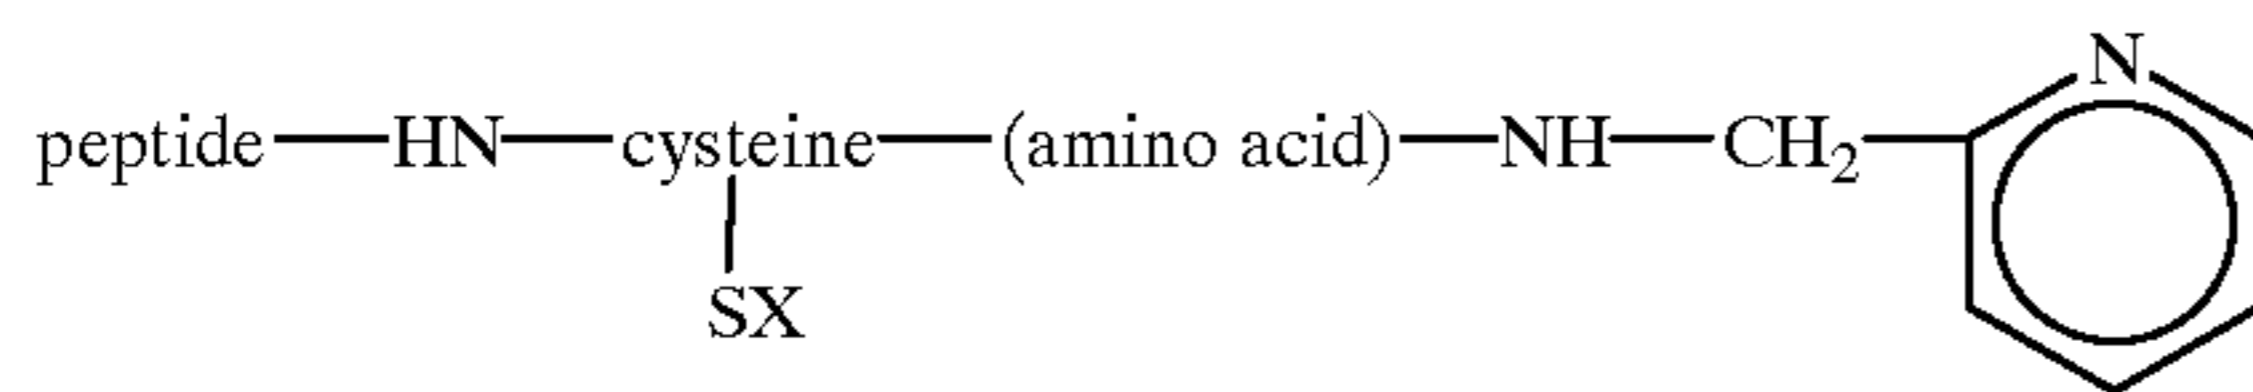 N
peptide—HN—cysteine—(amino acid)—NH—CH₂
SX